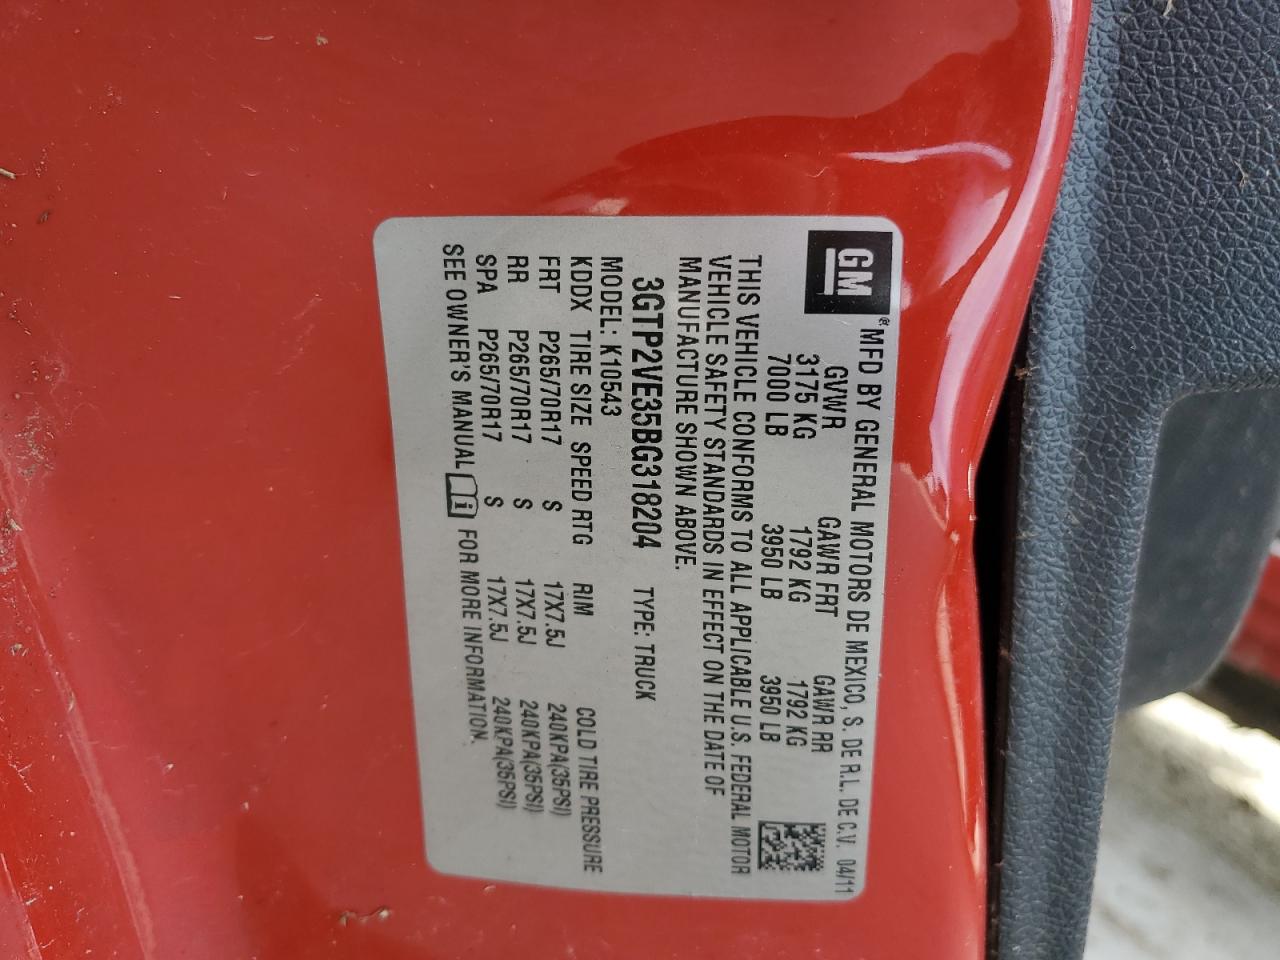 GM
® MFD BY GENERAL MOTORS DE MEXICO, S. DE R.L. DE C.V. 04/11
GVWR GAWR FRT GAWR RR
3175 KG 1792 KG 1792 KG
7000 LB 3950 LB 3950 LB
THIS VEHICLE CONFORMS TO ALL APPLICABLE U.S. FEDERAL MOTOR
VEHICLE SAFETY STANDARDS IN EFFECT ON THE DATE OF
MANUFACTURE SHOWN ABOVE.
3GTP2VE35BG318204 TYPE: TRUCK
MODEL: K10543
KDDX TIRE SIZE SPEED RTG RIM COLD TIRE PRESSURE
FRT P265/70R17 S 17X7.5J 240KPA(35PSI)
RR P265/70R17 S 17X7.5J 240KPA(35PSI)
SPA P265/70R17 S 17X7.5J 240KPA(35PSI)
SEE OWNER'S MANUAL i FOR MORE INFORMATION.